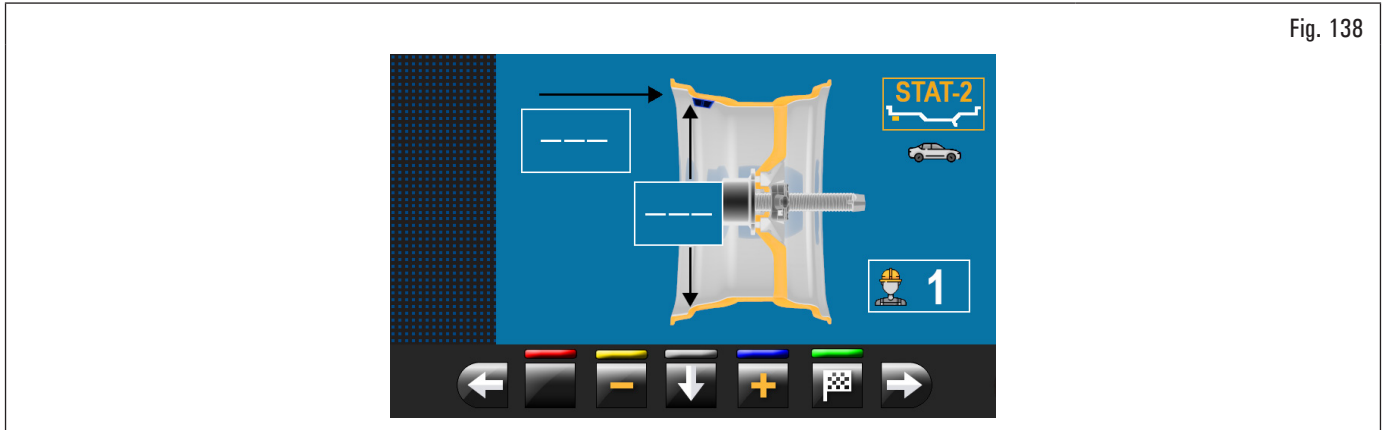 Fig. 138
STAT-2
— — —
— — —
1